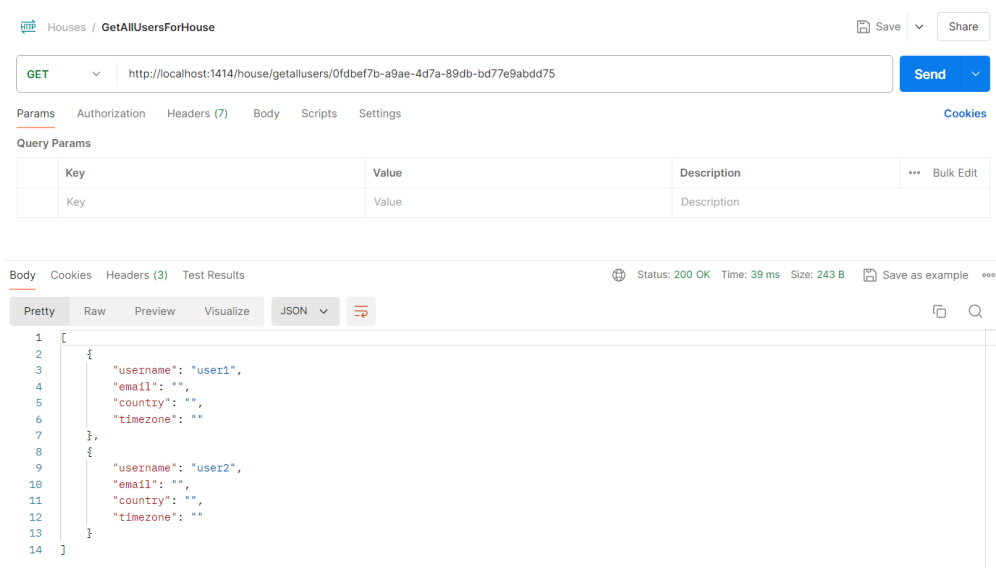 HTTP Houses / GetAllUsersForHouse Save Share
GET http://localhost:1414/house/getallusers/0fdbef7b-a9ae-4d7a-89db-bd77e9abdd75 Send
Params Authorization Headers (7) Body Scripts Settings Cookies
Query Params
Key Value Description ••• Bulk Edit
Key Value Description
Body Cookies Headers (3) Test Results Status: 200 OK Time: 39 ms Size: 243 B Save as example •••
Pretty Raw Preview Visualize JSON
1 [
2 {
3 "username": "user1",
4 "email": "",
5 "country": "",
6 "timezone": ""
7 },
8 {
9 "username": "user2",
10 "email": "",
11 "country": "",
12 "timezone": ""
13 }
14 ]